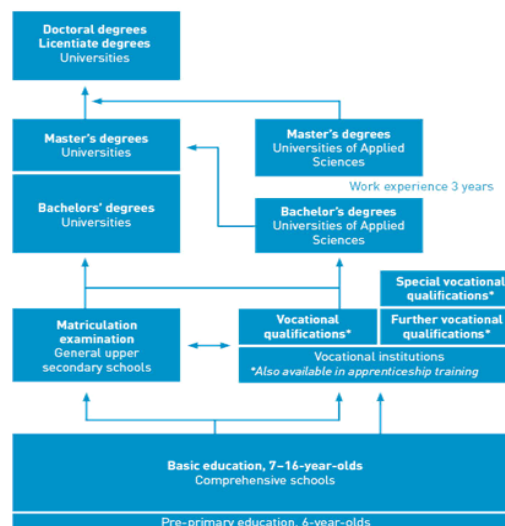 Doctoral degrees
Licentiate degrees
Universities
Master's degrees
Universities
Master's degrees
Universities of Applied
Sciences
Work experience 3 years
Bachelors' degrees
Universities
Bachelor's degrees
Universities of Applied
Sciences
Special vocational
qualifications*
Matriculation
examination
General upper
secondary schools
Vocational
qualifications*
Further vocational
qualifications*
Vocational institutions
*Also available in apprenticeship training
Basic education, 7–16-year-olds
Comprehensive schools
Pre-primary education, 6-year-olds